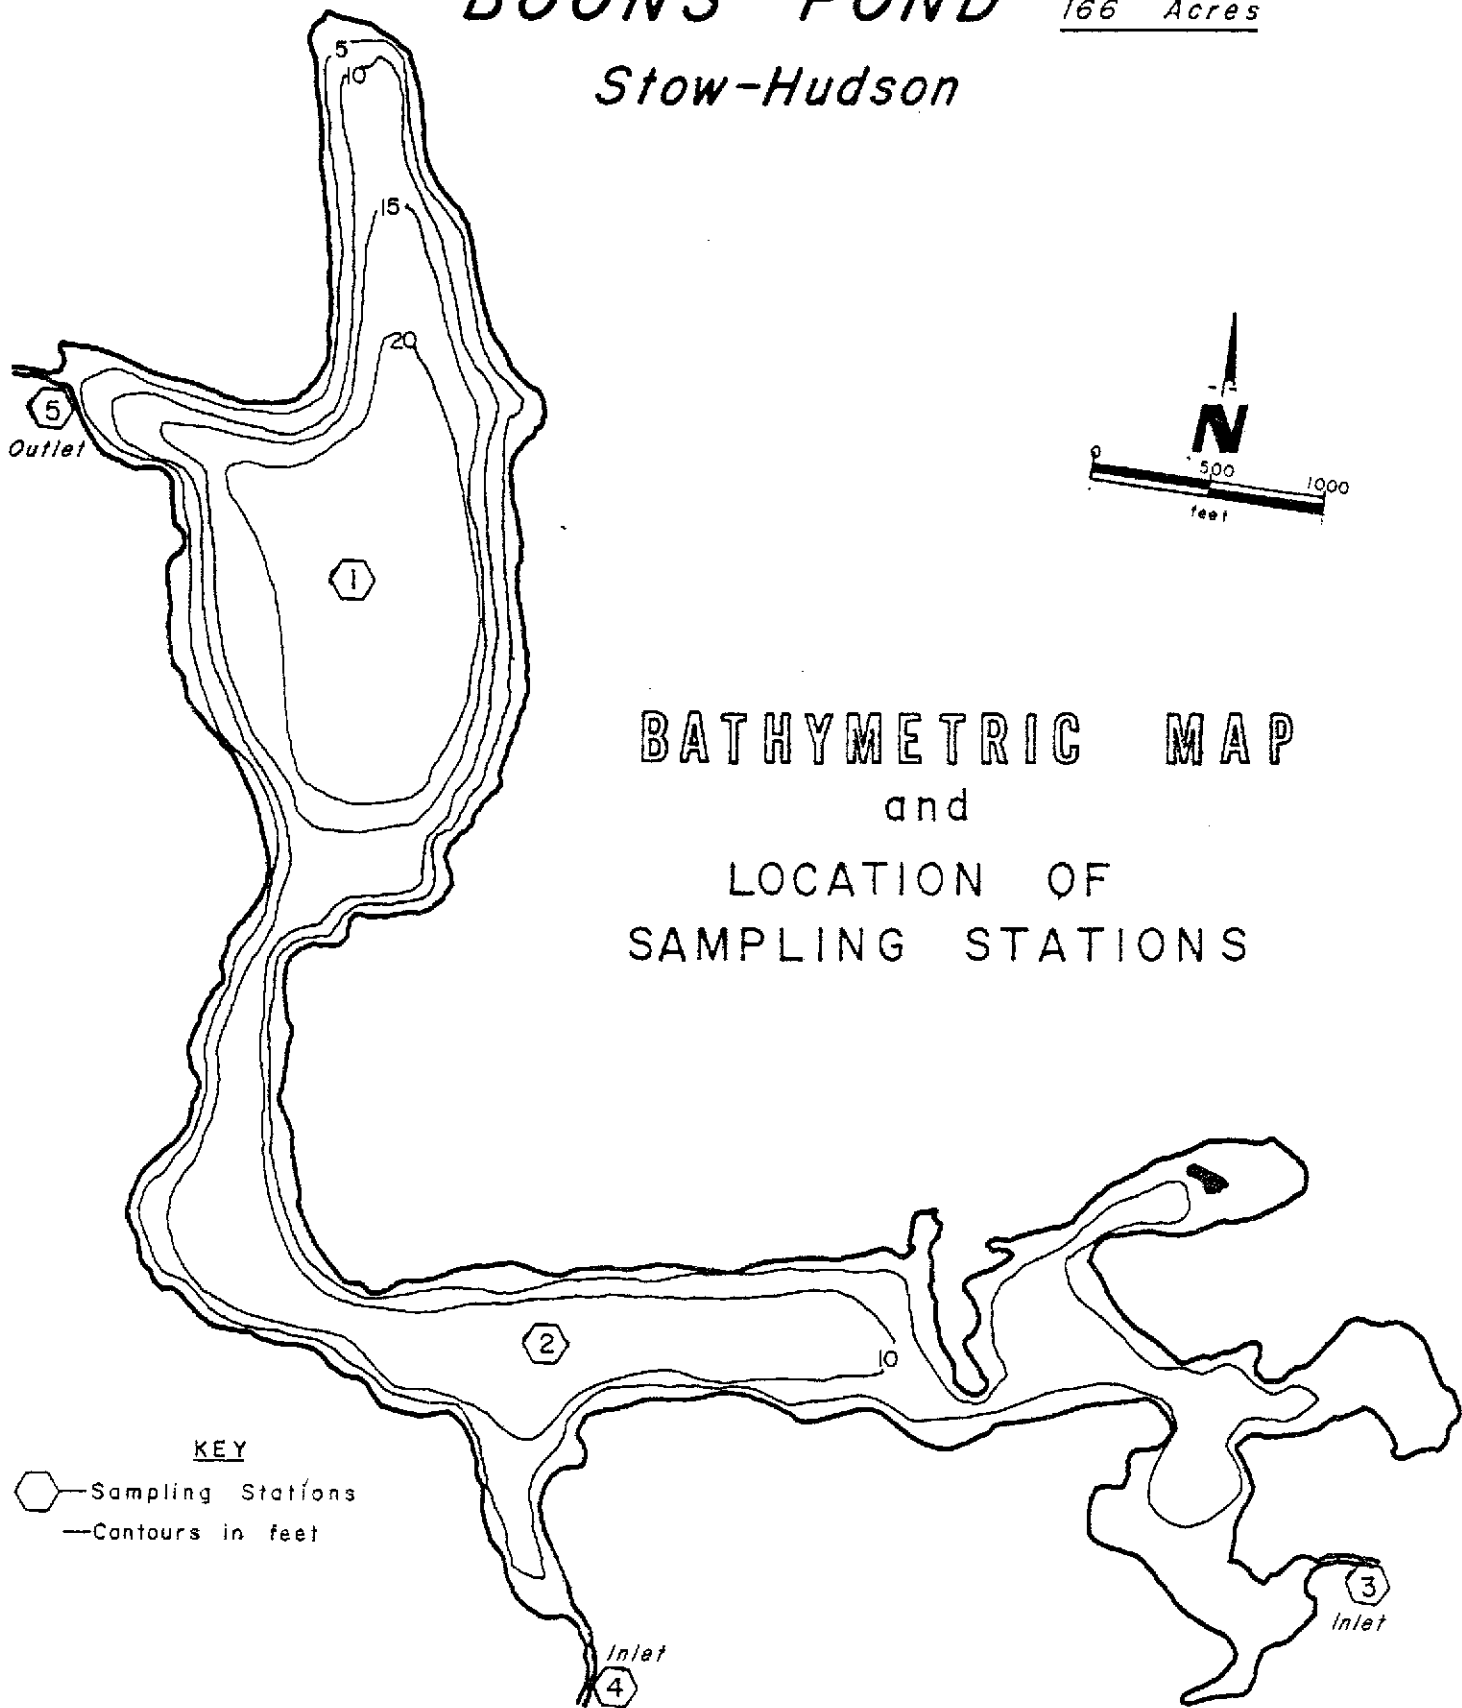 BOONS POND 166 Acres
Stow-Hudson
5
10
15
20
5
Outlet
N
0 500 1000
feet
1
BATHYMETRIC MAP
and
LOCATION OF
SAMPLING STATIONS
2
10
KEY
Sampling Stations
Contours in feet
3
Inlet
Inlet
4